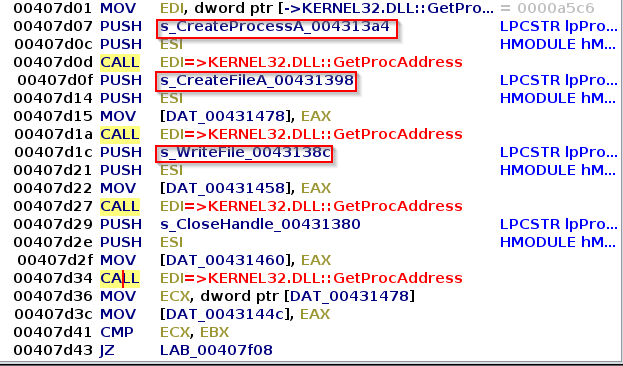 00407d01 MOV EDI, dword ptr [->KERNEL32.DLL::GetPro... = 0000a5c6
00407d07 PUSH s_CreateProcessA_004313a4 LPCSTR lpPro...
00407d0c PUSH ESI HMODULE hM...
00407d0d CALL EDI=>KERNEL32.DLL::GetProcAddress
00407d0f PUSH s_CreateFileA_00431398 LPCSTR lpPro...
00407d14 PUSH ESI HMODULE hM...
00407d15 MOV [DAT_00431478], EAX
00407d1a CALL EDI=>KERNEL32.DLL::GetProcAddress
00407d1c PUSH s_WriteFile_0043138c LPCSTR lpPro...
00407d21 PUSH ESI HMODULE hM...
00407d22 MOV [DAT_00431458], EAX
00407d27 CALL EDI=>KERNEL32.DLL::GetProcAddress
00407d29 PUSH s_CloseHandle_00431380 LPCSTR lpPro...
00407d2e PUSH ESI HMODULE hM...
00407d2f MOV [DAT_00431460], EAX
00407d34 CALL EDI=>KERNEL32.DLL::GetProcAddress
00407d36 MOV ECX, dword ptr [DAT_00431478]
00407d3c MOV [DAT_0043144c], EAX
00407d41 CMP ECX, EBX
00407d43 JZ LAB_00407f08